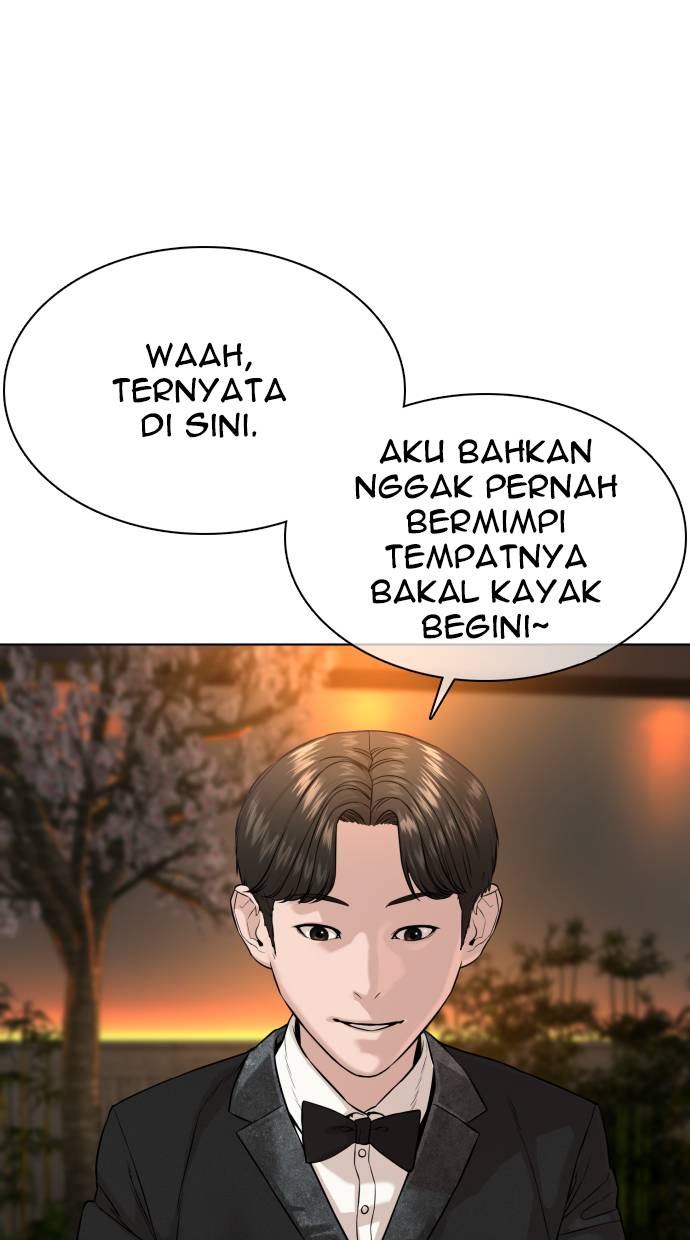 WAAH,
TERNYATA
DI SINI.
AKU BAHKAN
NGGAK PERNAH
BERMIMPI
TEMPATNYA
BAKAL KAYAK
BEGINI~